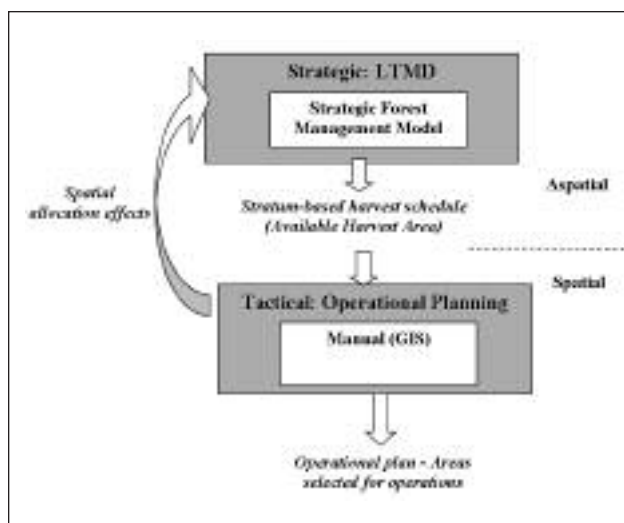 Strategic: LTMD
Strategic Forest
Management Model
Spatial
allocation effects
Aspatial
Stratum-based harvest schedule
(Available Harvest Area)
Spatial
Tactical: Operational Planning
Manual (GIS)
Operational plan - Areas
selected for operations